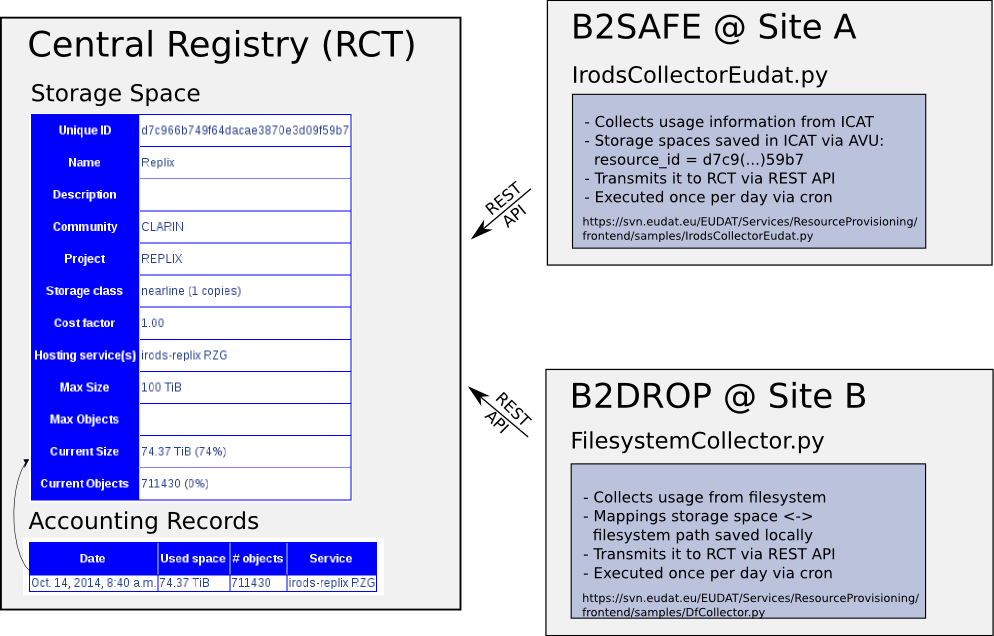 Central Registry (RCT)
Storage Space
Unique ID d7c966b749f64dacae3870e3d09f59b7
Name Replix
Description
Community CLARIN
Project REPLIX
Storage class nearline (1 copies)
Cost factor 1.00
Hosting service(s) irods-replix RZG
Max Size 100 TiB
Max Objects
Current Size 74.37 TiB (74%)
Current Objects 711430 (0%)
Accounting Records
Date Used space # objects Service
Oct. 14, 2014, 8:40 a.m. 74.37 TiB 711430 irods-replix RZG
REST
API
REST
API
B2SAFE @ Site A
IrodsCollectorEudat.py
- Collects usage information from ICAT
- Storage spaces saved in ICAT via AVU:
resource_id = d7c9(...)59b7
- Transmits it to RCT via REST API
- Executed once per day via cron
https://svn.eudat.eu/EUDAT/Services/ResourceProvisioning/
frontend/samples/IrodsCollectorEudat.py
B2DROP @ Site B
FilesystemCollector.py
- Collects usage from filesystem
- Mappings storage space <->
filesystem path saved locally
- Transmits it to RCT via REST API
- Executed once per day via cron
https://svn.eudat.eu/EUDAT/Services/ResourceProvisioning/
frontend/samples/DfCollector.py